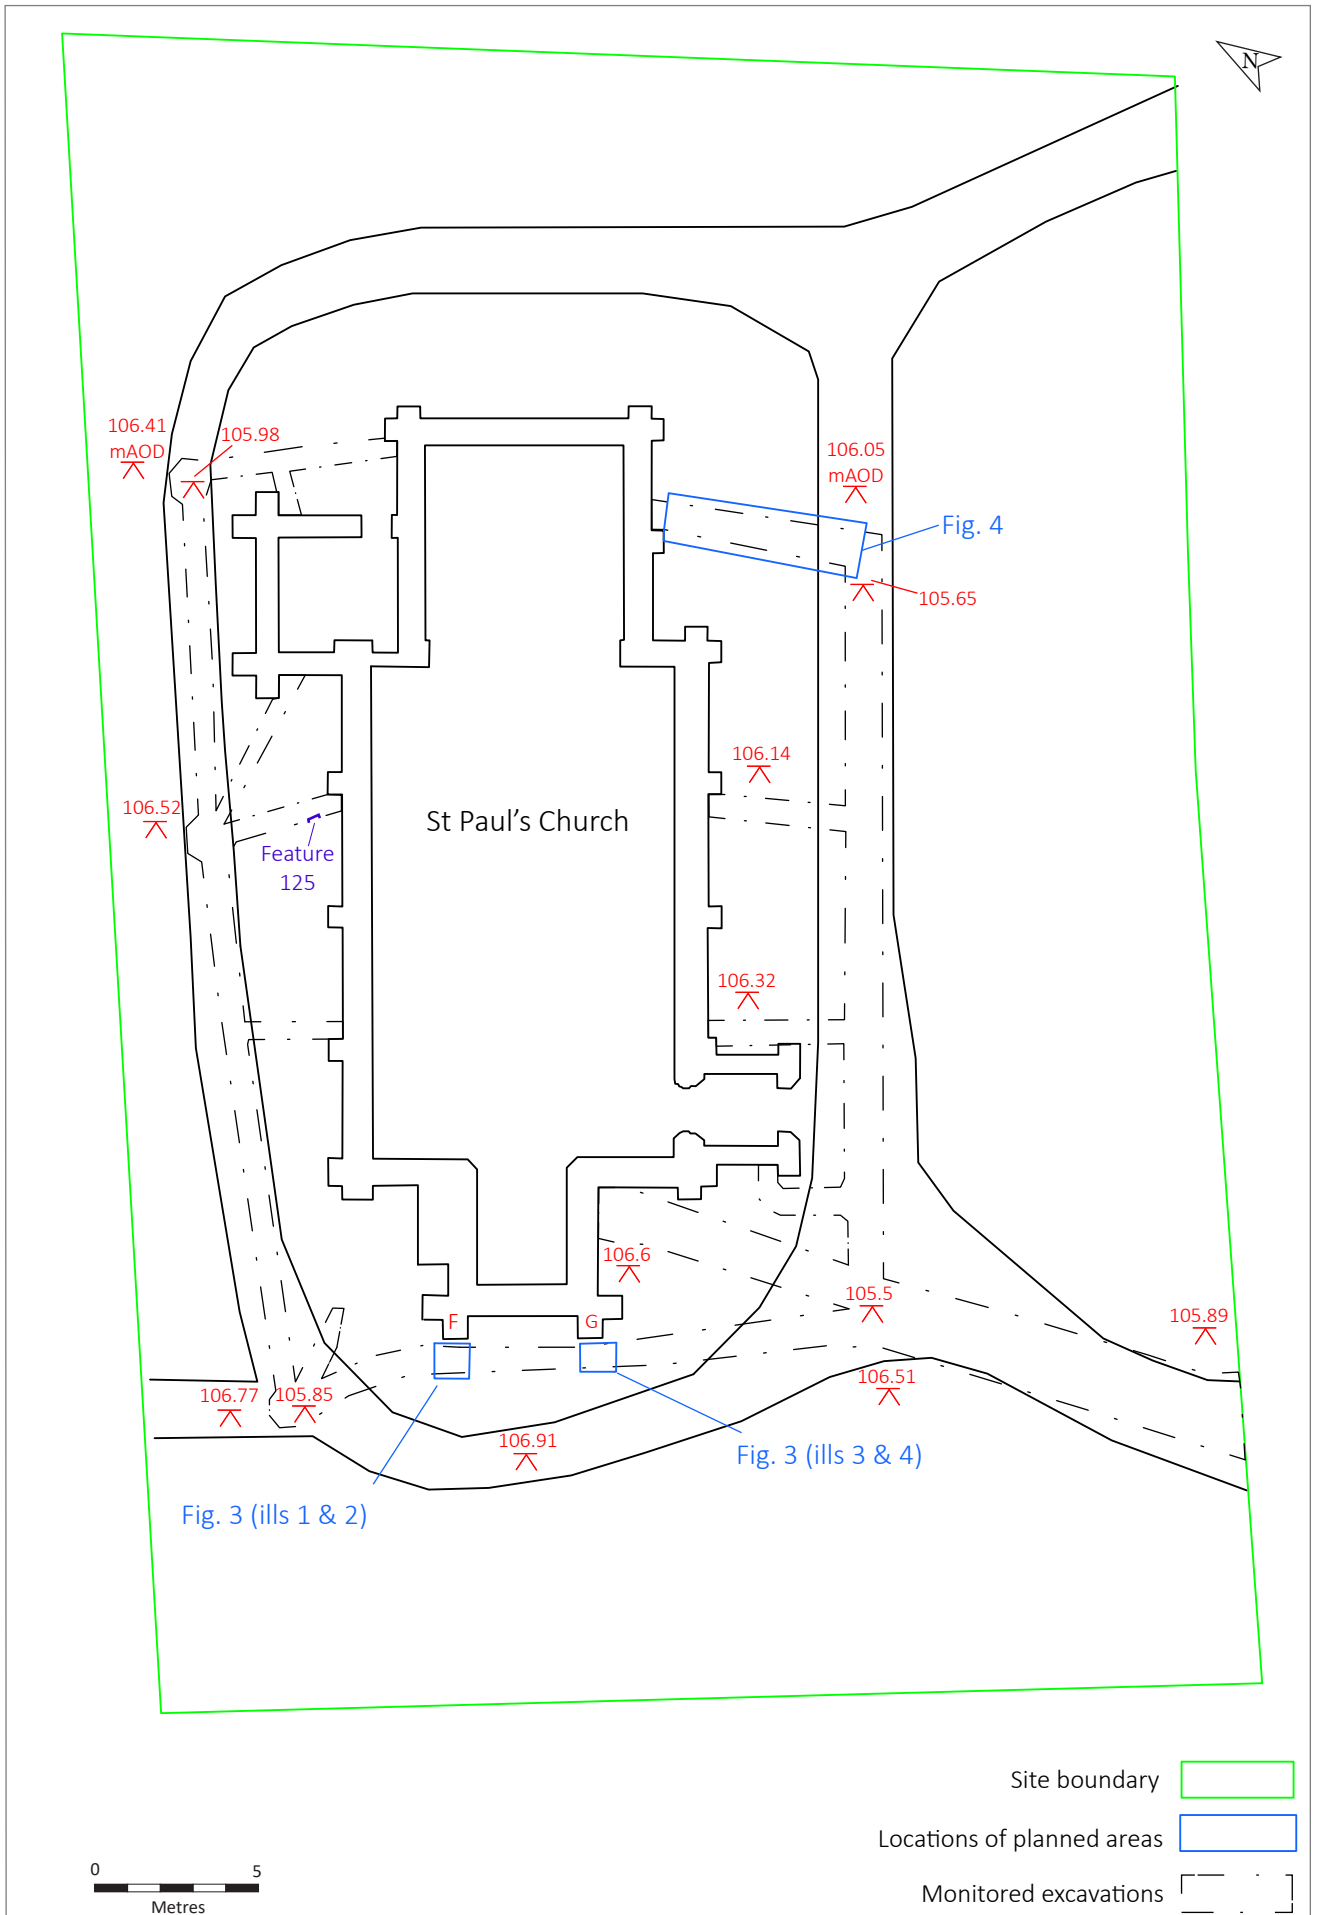 N
106.41
mAOD
105.98
106.05
mAOD
Fig. 4
105.65
106.14
106.52
St Paul’s Church
Feature
125
106.32
106.6
105.5
F
G
105.89
106.77
105.85
106.51
106.91
Fig. 3 (ills 3 & 4)
Fig. 3 (ills 1 & 2)
Site boundary
Locations of planned areas
Monitored excavations
0
5
Metres